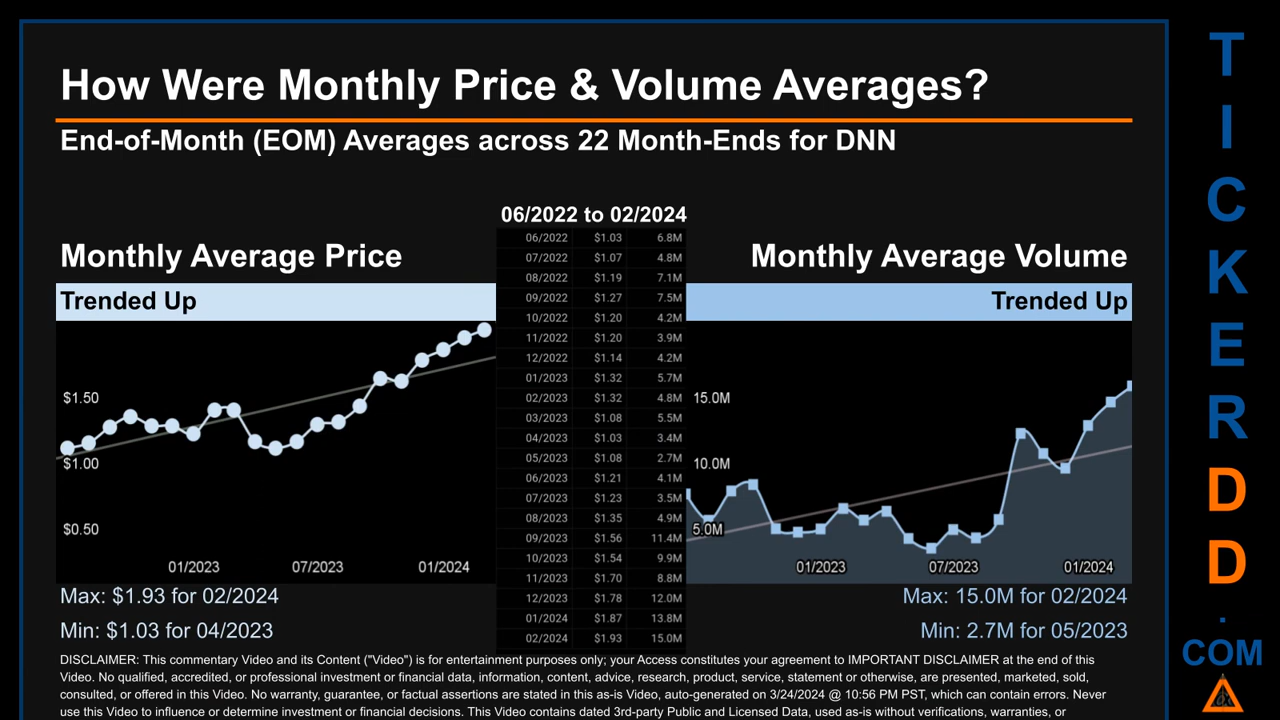 How Were Monthly Price & Volume Averages?
End-of-Month (EOM) Averages across 22 Month-Ends for DNN
06/2022 to 02/2024
Monthly Average Price
Trended Up
$1.50
$1.00
$0.50
01/2023 07/2023 01/2024
Max: $1.93 for 02/2024
Min: $1.03 for 04/2023
06/2022 $1.03 6.8M
07/2022 $1.07 4.8M
08/2022 $1.19 7.1M
09/2022 $1.27 7.5M
10/2022 $1.20 4.2M
11/2022 $1.20 3.9M
12/2022 $1.14 4.2M
01/2023 $1.32 5.7M
02/2023 $1.32 4.8M
03/2023 $1.08 5.5M
04/2023 $1.03 3.4M
05/2023 $1.08 2.7M
06/2023 $1.21 4.1M
07/2023 $1.23 3.5M
08/2023 $1.35 4.9M
09/2023 $1.56 11.4M
10/2023 $1.54 9.9M
11/2023 $1.70 8.8M
12/2023 $1.78 12.0M
01/2024 $1.87 13.8M
02/2024 $1.93 15.0M
Monthly Average Volume
Trended Up
15.0M
10.0M
5.0M
01/2023 07/2023 01/2024
Max: 15.0M for 02/2024
Min: 2.7M for 05/2023
DISCLAIMER: This commentary Video and its Content ("Video") is for entertainment purposes only; your Access constitutes your agreement to IMPORTANT DISCLAIMER at the end of this
Video. No qualified, accredited, or professional investment or financial data, information, content, advice, research, product, service, statement or otherwise, are presented, marketed, sold,
consulted, or offered in this Video. No warranty, guarantee, or factual assertions are stated in this as-is Video, auto-generated on 3/24/2024 @ 10:56 PM PST, which can contain errors. Never
use this Video to influence or determine investment or financial decisions. This Video contains dated 3rd-party Public and Licensed Data, used as-is without verifications, warranties, or
T
I
C
K
E
R
D
D
.
COM